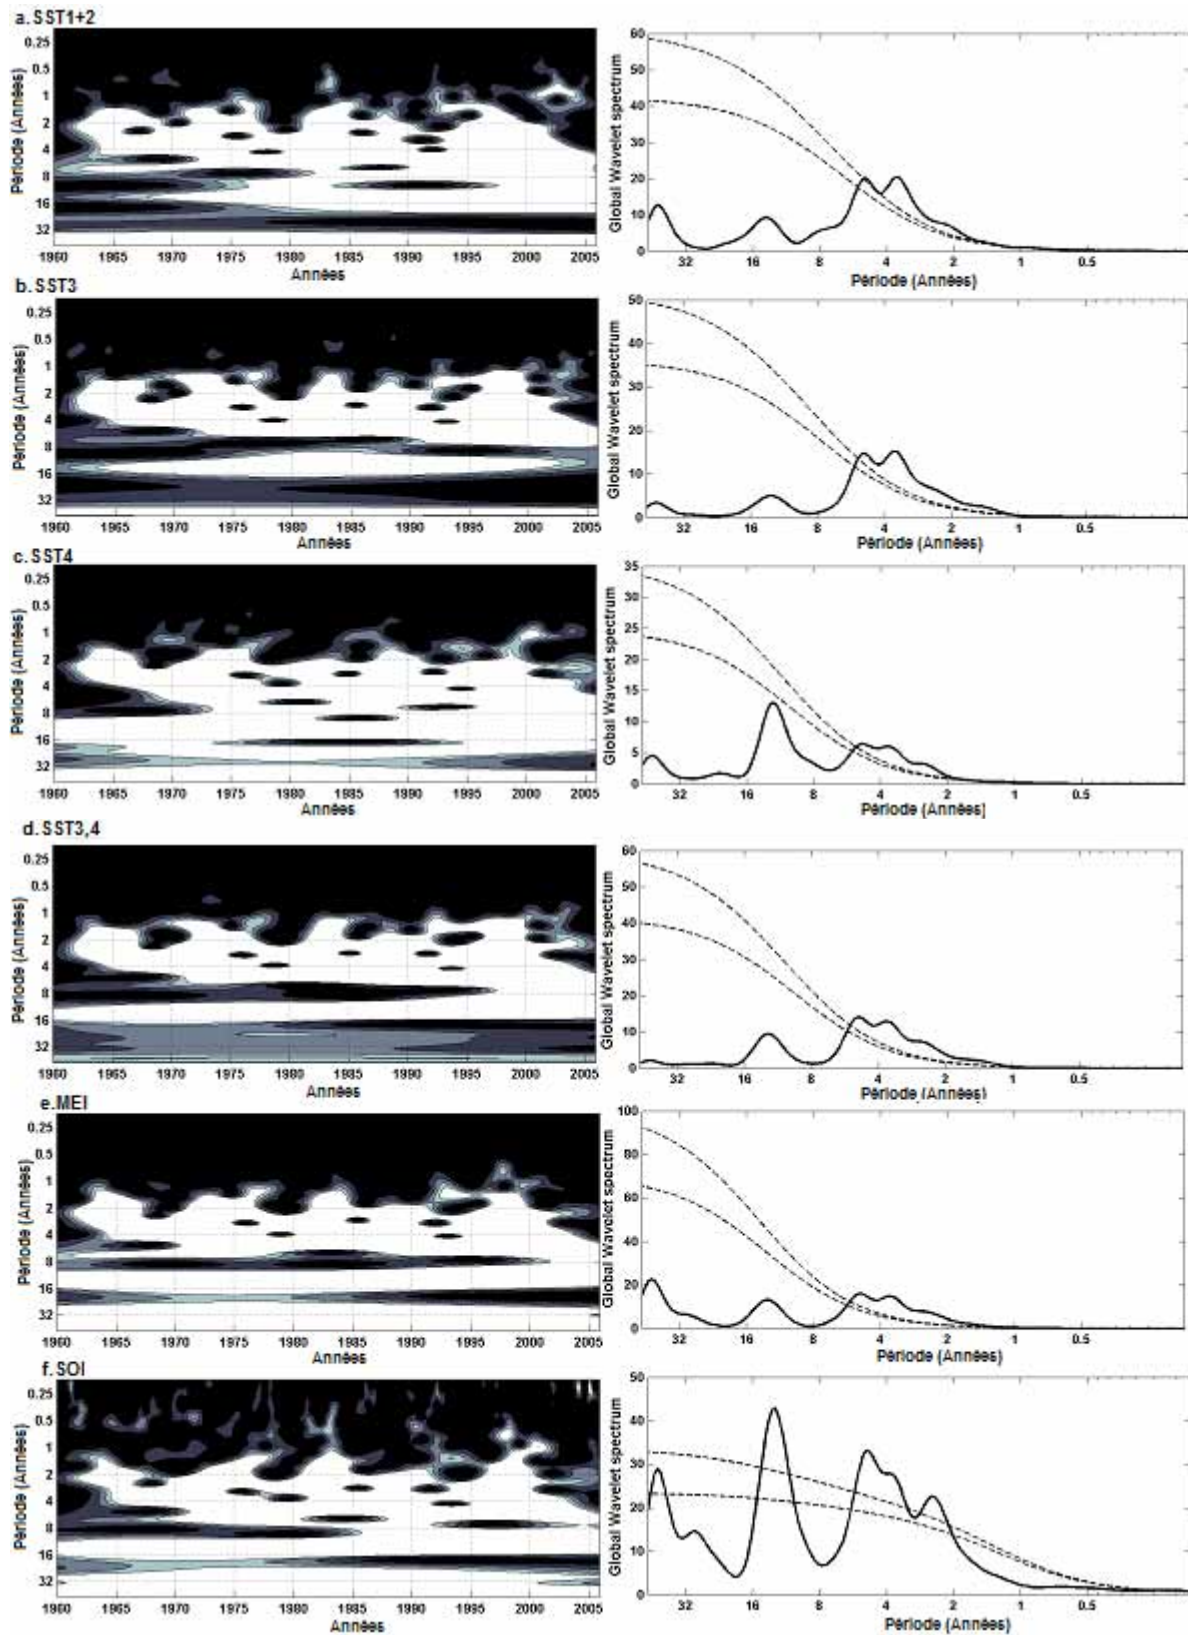 a. SST1+2
Période (Années)
0.25
0.5
1
2
4
8
16
32
1960 1965 1970 1975 1980 1985 1990 1995 2000 2005
Années
Global Wavelet spectrum
60
50
40
30
20
10
0
32 16 8 4 2 1 0.5
Période (Années)
b. SST3
Période (Années)
0.25
0.5
1
2
4
8
16
32
1960 1965 1970 1975 1980 1985 1990 1995 2000 2005
Années
Global Wavelet spectrum
50
40
30
20
10
0
32 16 8 4 2 1 0.5
Période (Années)
c. SST4
Période (Années)
0.25
0.5
1
2
4
8
16
32
1960 1965 1970 1975 1980 1985 1990 1995 2000 2005
Années
Global Wavelet spectrum
35
30
25
20
15
10
5
0
32 16 8 4 2 1 0.5
Période (Années)
d. SST3,4
Période (Années)
0.25
0.5
1
2
4
8
16
32
1960 1965 1970 1975 1980 1985 1990 1995 2000 2005
Années
Global Wavelet spectrum
60
50
40
30
20
10
0
32 16 8 4 2 1 0.5
Période (Années)
e. MEI
Période (Années)
0.25
0.5
1
2
4
8
16
32
1960 1965 1970 1975 1980 1985 1990 1995 2000 2005
Années
Global Wavelet spectrum
100
80
60
40
20
0
32 16 8 4 2 1 0.5
Période (Années)
f. SOI
Période (Années)
0.25
0.5
1
2
4
8
16
32
1960 1965 1970 1975 1980 1985 1990 1995 2000 2005
Années
Global Wavelet spectrum
50
40
30
20
10
0
32 16 8 4 2 1 0.5
Période (Années)